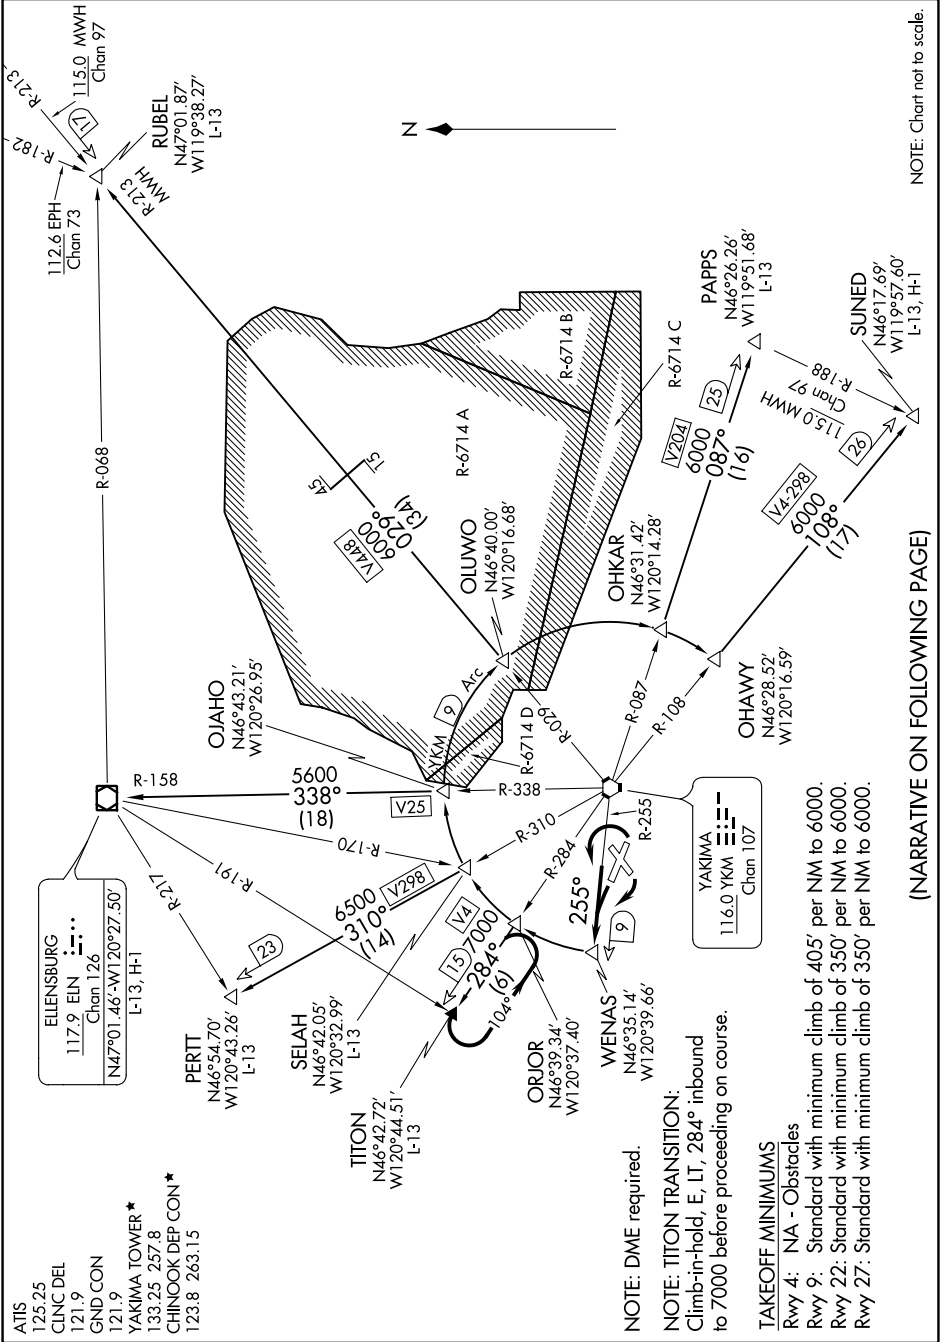 ATIS
125.25
CLNC DEL
121.9
GND CON
121.9
YAKIMA TOWER★
133.25 257.8
CHINOOK DEP CON★
123.8 263.15
ELLENSBURG
117.9 ELN
Chan 126
N47°01.46'-W120°27.50'
L-13, H-1
112.6 EPH
Chan 73
R-182
R-213
115.0 MWH
Chan 97
17
RUBEL
N47°01.87'
W119°38.27'
L-13
R-213
MWH
R-068
R-158
R-170
R-191
R-217
PERTT
N46°54.70'
W120°43.26'
L-13
23
6500
310°
(14)
V298
5600
338°
(18)
V25
OJAHO
N46°43.21'
W120°26.95'
SELAH
N46°42.05'
W120°32.99'
L-13
TITON
N46°42.72'
W120°44.51'
L-13
15
V4
7000
284°
(6)
104°
ORJOR
N46°39.34'
W120°37.40'
WENAS
N46°35.14'
W120°39.66'
9
255°
R-255
R-284
R-310
R-338
R-029
R-087
R-108
YKM
9
Arc
R-6714 D
R-6714 A
R-6714 B
R-6714 C
45
15
V448
6000
029°
(34)
OLUWO
N46°40.00'
W120°16.68'
OHKAR
N46°31.42'
W120°14.28'
OHAWY
N46°28.52'
W120°16.59'
YAKIMA
116.0 YKM
Chan 107
V204
6000
087°
(16)
25
PAPPS
N46°26.26'
W119°51.68'
L-13
R-188
115.0 MWH
Chan 97
V4-298
6000
108°
(17)
26
SUNED
N46°17.69'
W119°57.60'
L-13, H-1
N
NOTE: Chart not to scale.
NOTE: DME required.
NOTE: TITON TRANSITION:
Climb-in-hold, E, LT, 284° inbound
to 7000 before proceeding on course.
TAKEOFF MINIMUMS
Rwy 4: NA - Obstacles
Rwy 9: Standard with minimum climb of 405' per NM to 6000.
Rwy 22: Standard with minimum climb of 350' per NM to 6000.
Rwy 27: Standard with minimum climb of 350' per NM to 6000.
(NARRATIVE ON FOLLOWING PAGE)